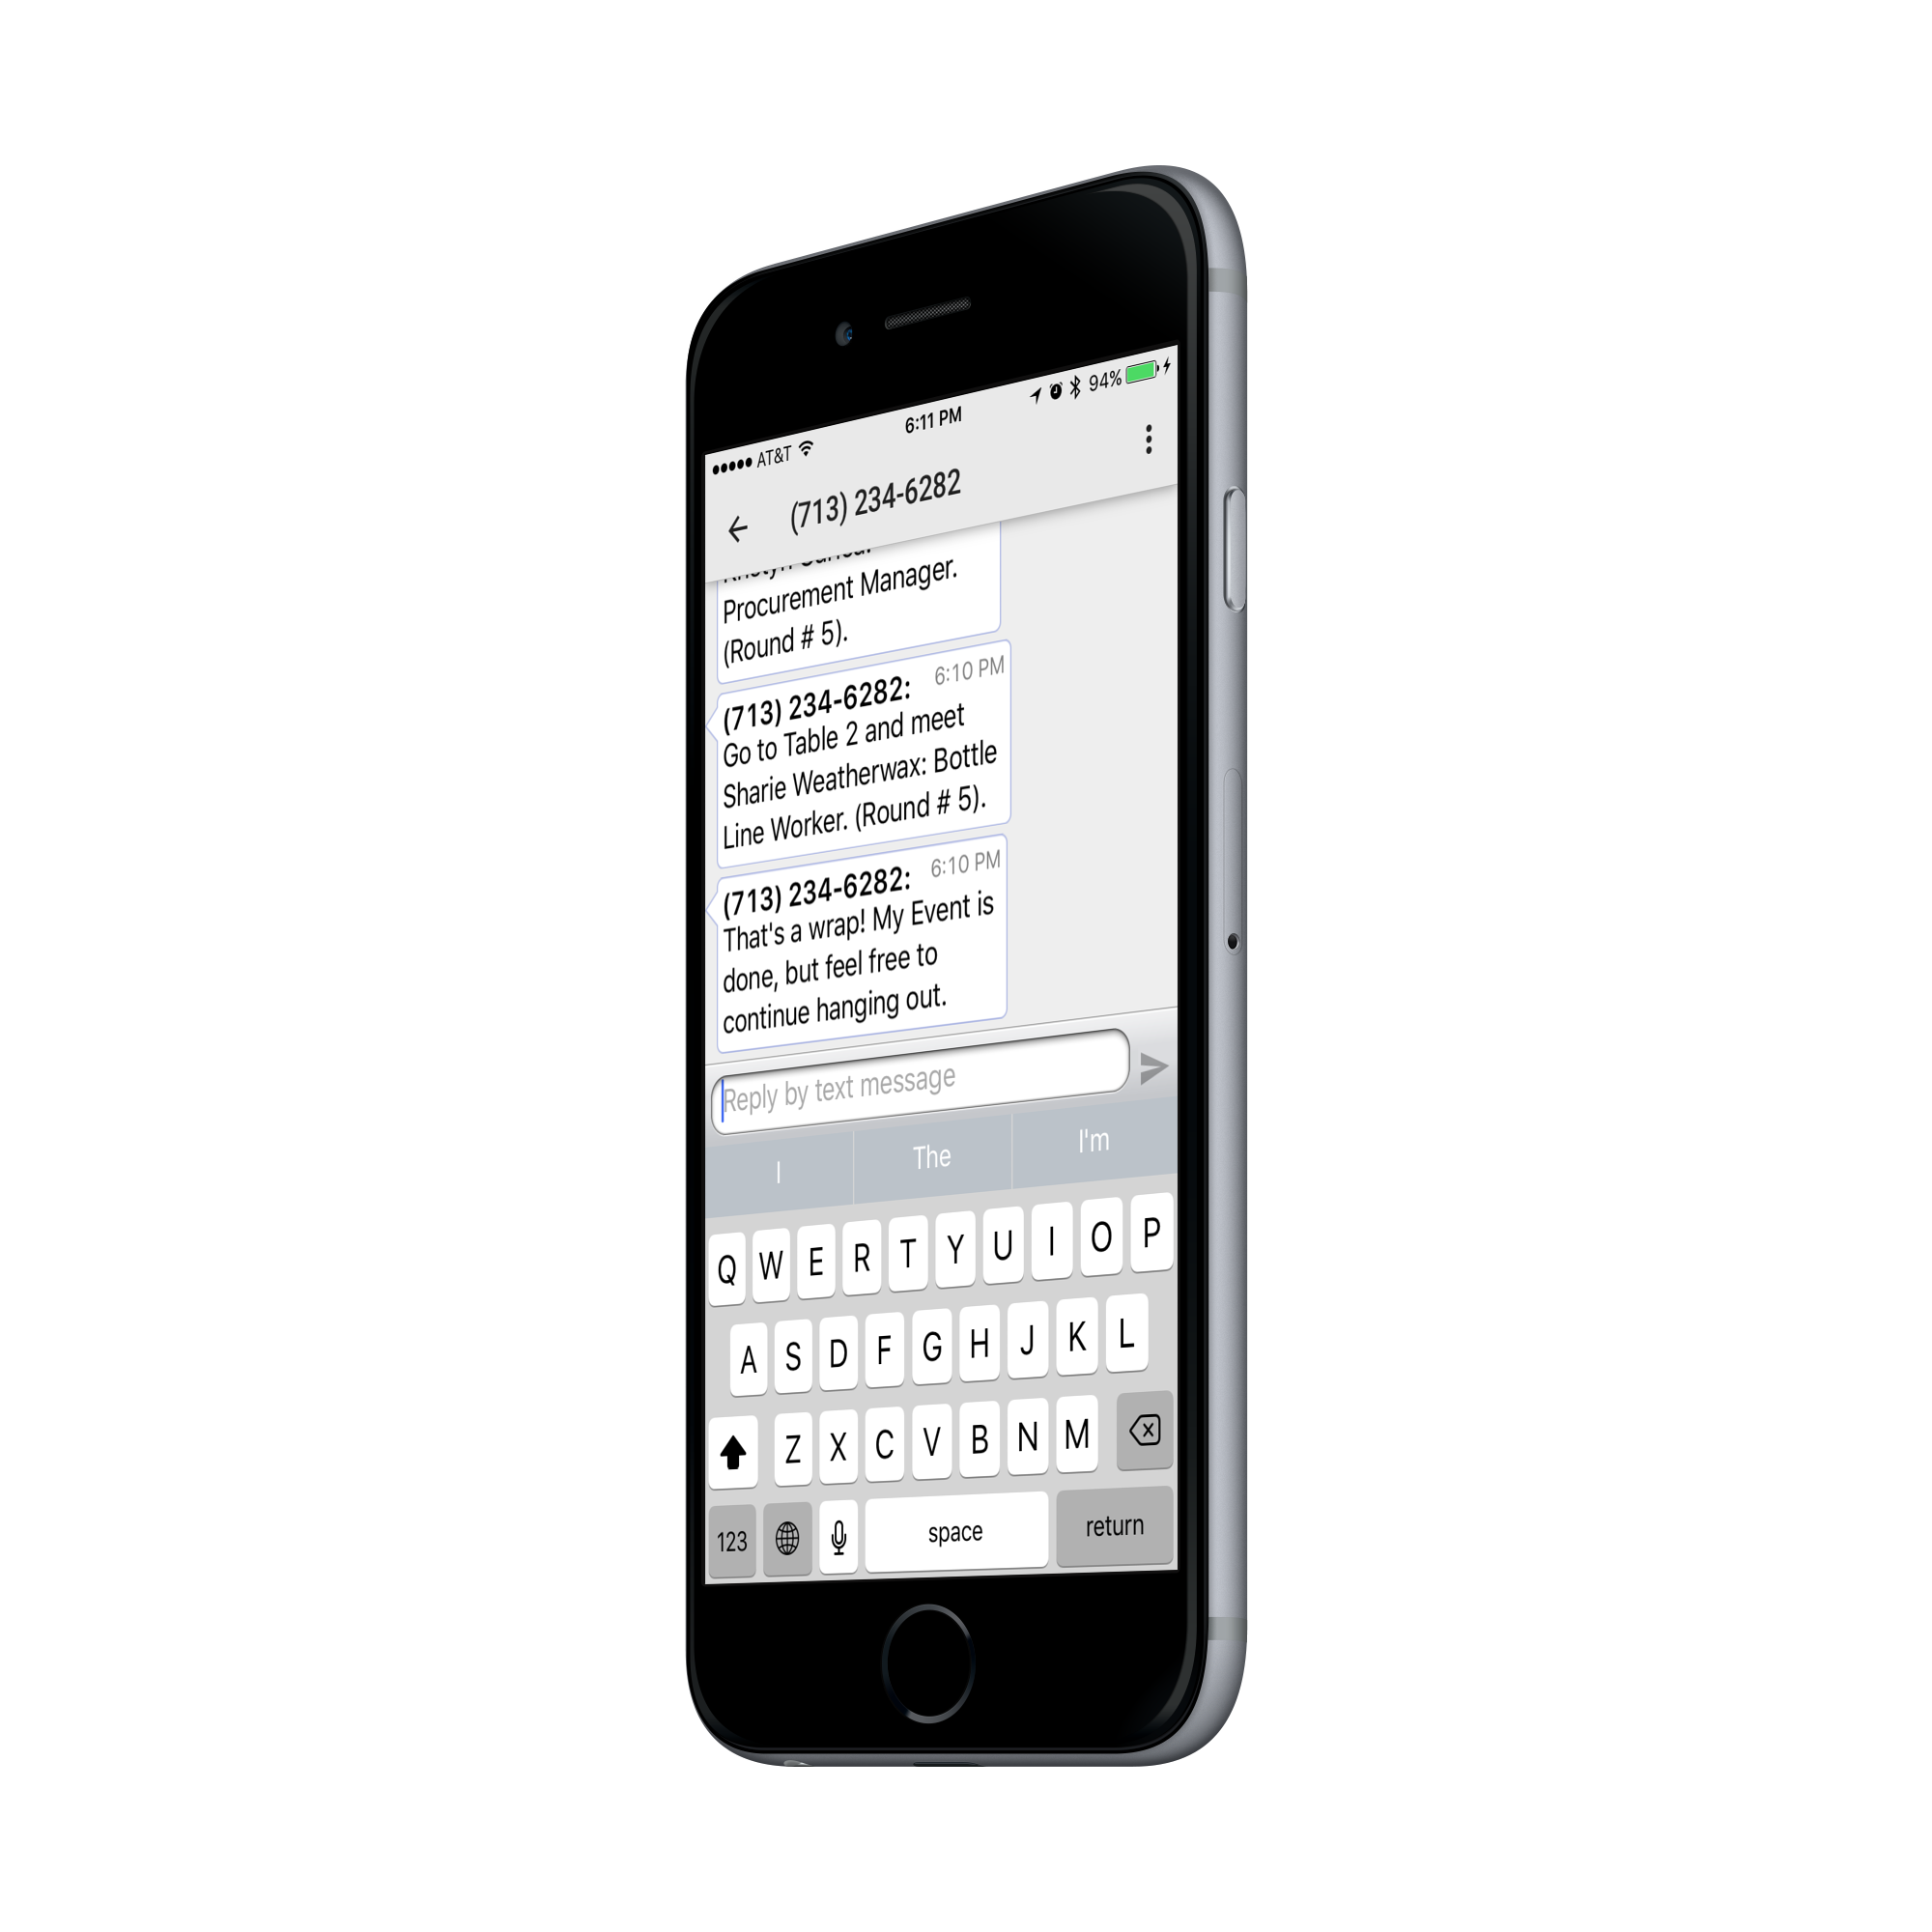 AT&T 6:11 PM 94%
(713) 234-6282
Procurement Manager.
(Round # 5).
(713) 234-6282: 6:10 PM
Go to Table 2 and meet
Sharie Weatherwax: Bottle
Line Worker. (Round # 5).
(713) 234-6282: 6:10 PM
That's a wrap! My Event is
done, but feel free to
continue hanging out.
Reply by text message
I The I'm
Q W E R T Y U I O P
A S D F G H J K L
Z X C V B N M
123 space return